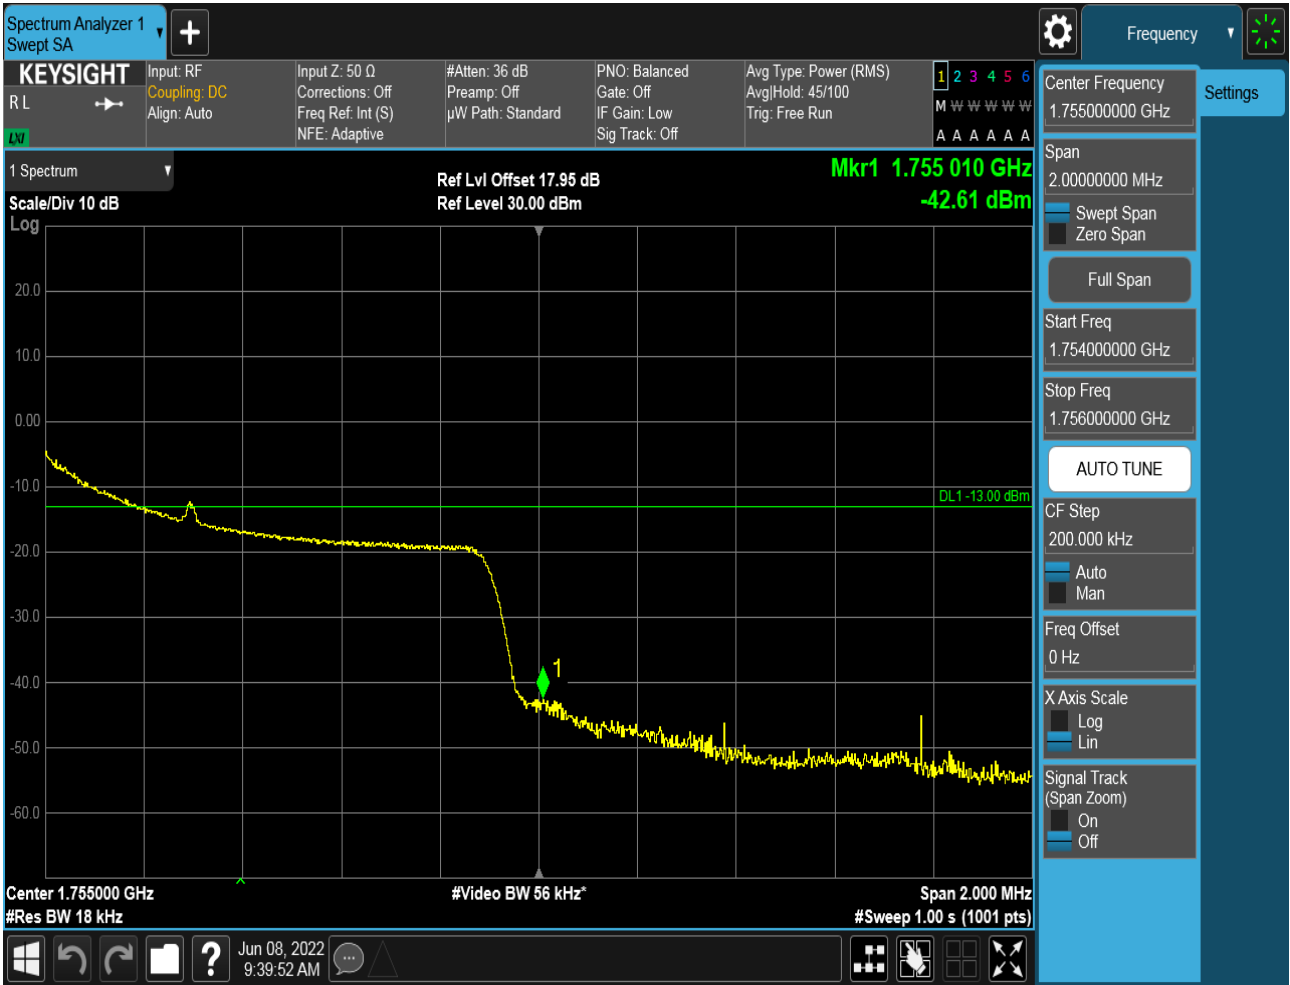 Spectrum Analyzer 1
Swept SA
Frequency
KEYSIGHT
R L
LXI
Input: RF
Coupling: DC
Align: Auto
Input Z: 50 Ω
Corrections: Off
Freq Ref: Int (S)
NFE: Adaptive
#Atten: 36 dB
Preamp: Off
µW Path: Standard
PNO: Balanced
Gate: Off
IF Gain: Low
Sig Track: Off
Avg Type: Power (RMS)
Avg|Hold: 45/100
Trig: Free Run
1 2 3 4 5 6
M W W W W W
A A A A A A
1 Spectrum
Scale/Div 10 dB
Log
Ref Lvl Offset 17.95 dB
Ref Level 30.00 dBm
Mkr1 1.755 010 GHz
-42.61 dBm
20.0
10.0
0.00
-10.0
-20.0
-30.0
-40.0
-50.0
-60.0
DL1 -13.00 dBm
1
Center 1.755000 GHz
#Res BW 18 kHz
#Video BW 56 kHz*
Span 2.000 MHz
#Sweep 1.00 s (1001 pts)
Center Frequency
1.755000000 GHz
Span
2.00000000 MHz
Swept Span
Zero Span
Full Span
Start Freq
1.754000000 GHz
Stop Freq
1.756000000 GHz
AUTO TUNE
CF Step
200.000 kHz
Auto
Man
Freq Offset
0 Hz
X Axis Scale
Log
Lin
Signal Track
(Span Zoom)
On
Off
Settings
?
Jun 08, 2022
9:39:52 AM